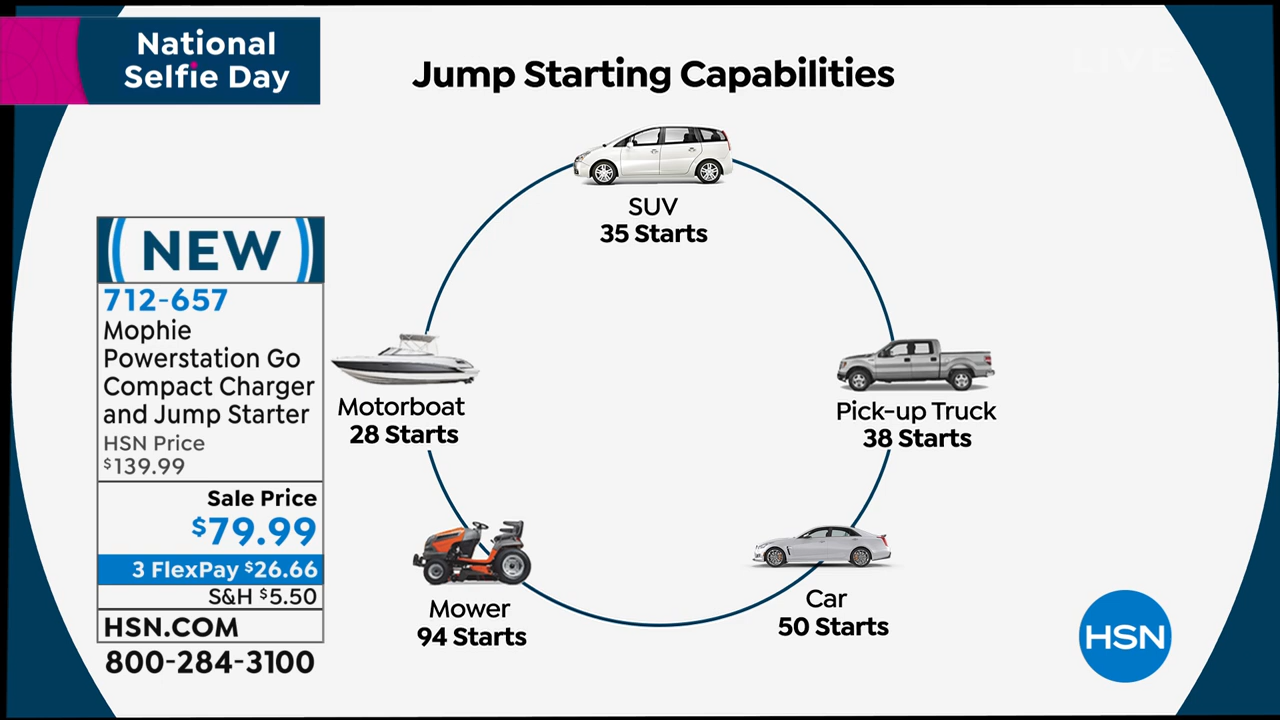 National
Selfie Day
Jump Starting Capabilities
LIVE
SUV
35 Starts
(NEW)
712-657
Mophie
Powerstation Go
Compact Charger
and Jump Starter
HSN Price
$139.99
Sale Price
$79.99
3 FlexPay $26.66
S&H $5.50
HSN.COM
800-284-3100
Motorboat
28 Starts
Pick-up Truck
38 Starts
Mower
94 Starts
Car
50 Starts
HSN